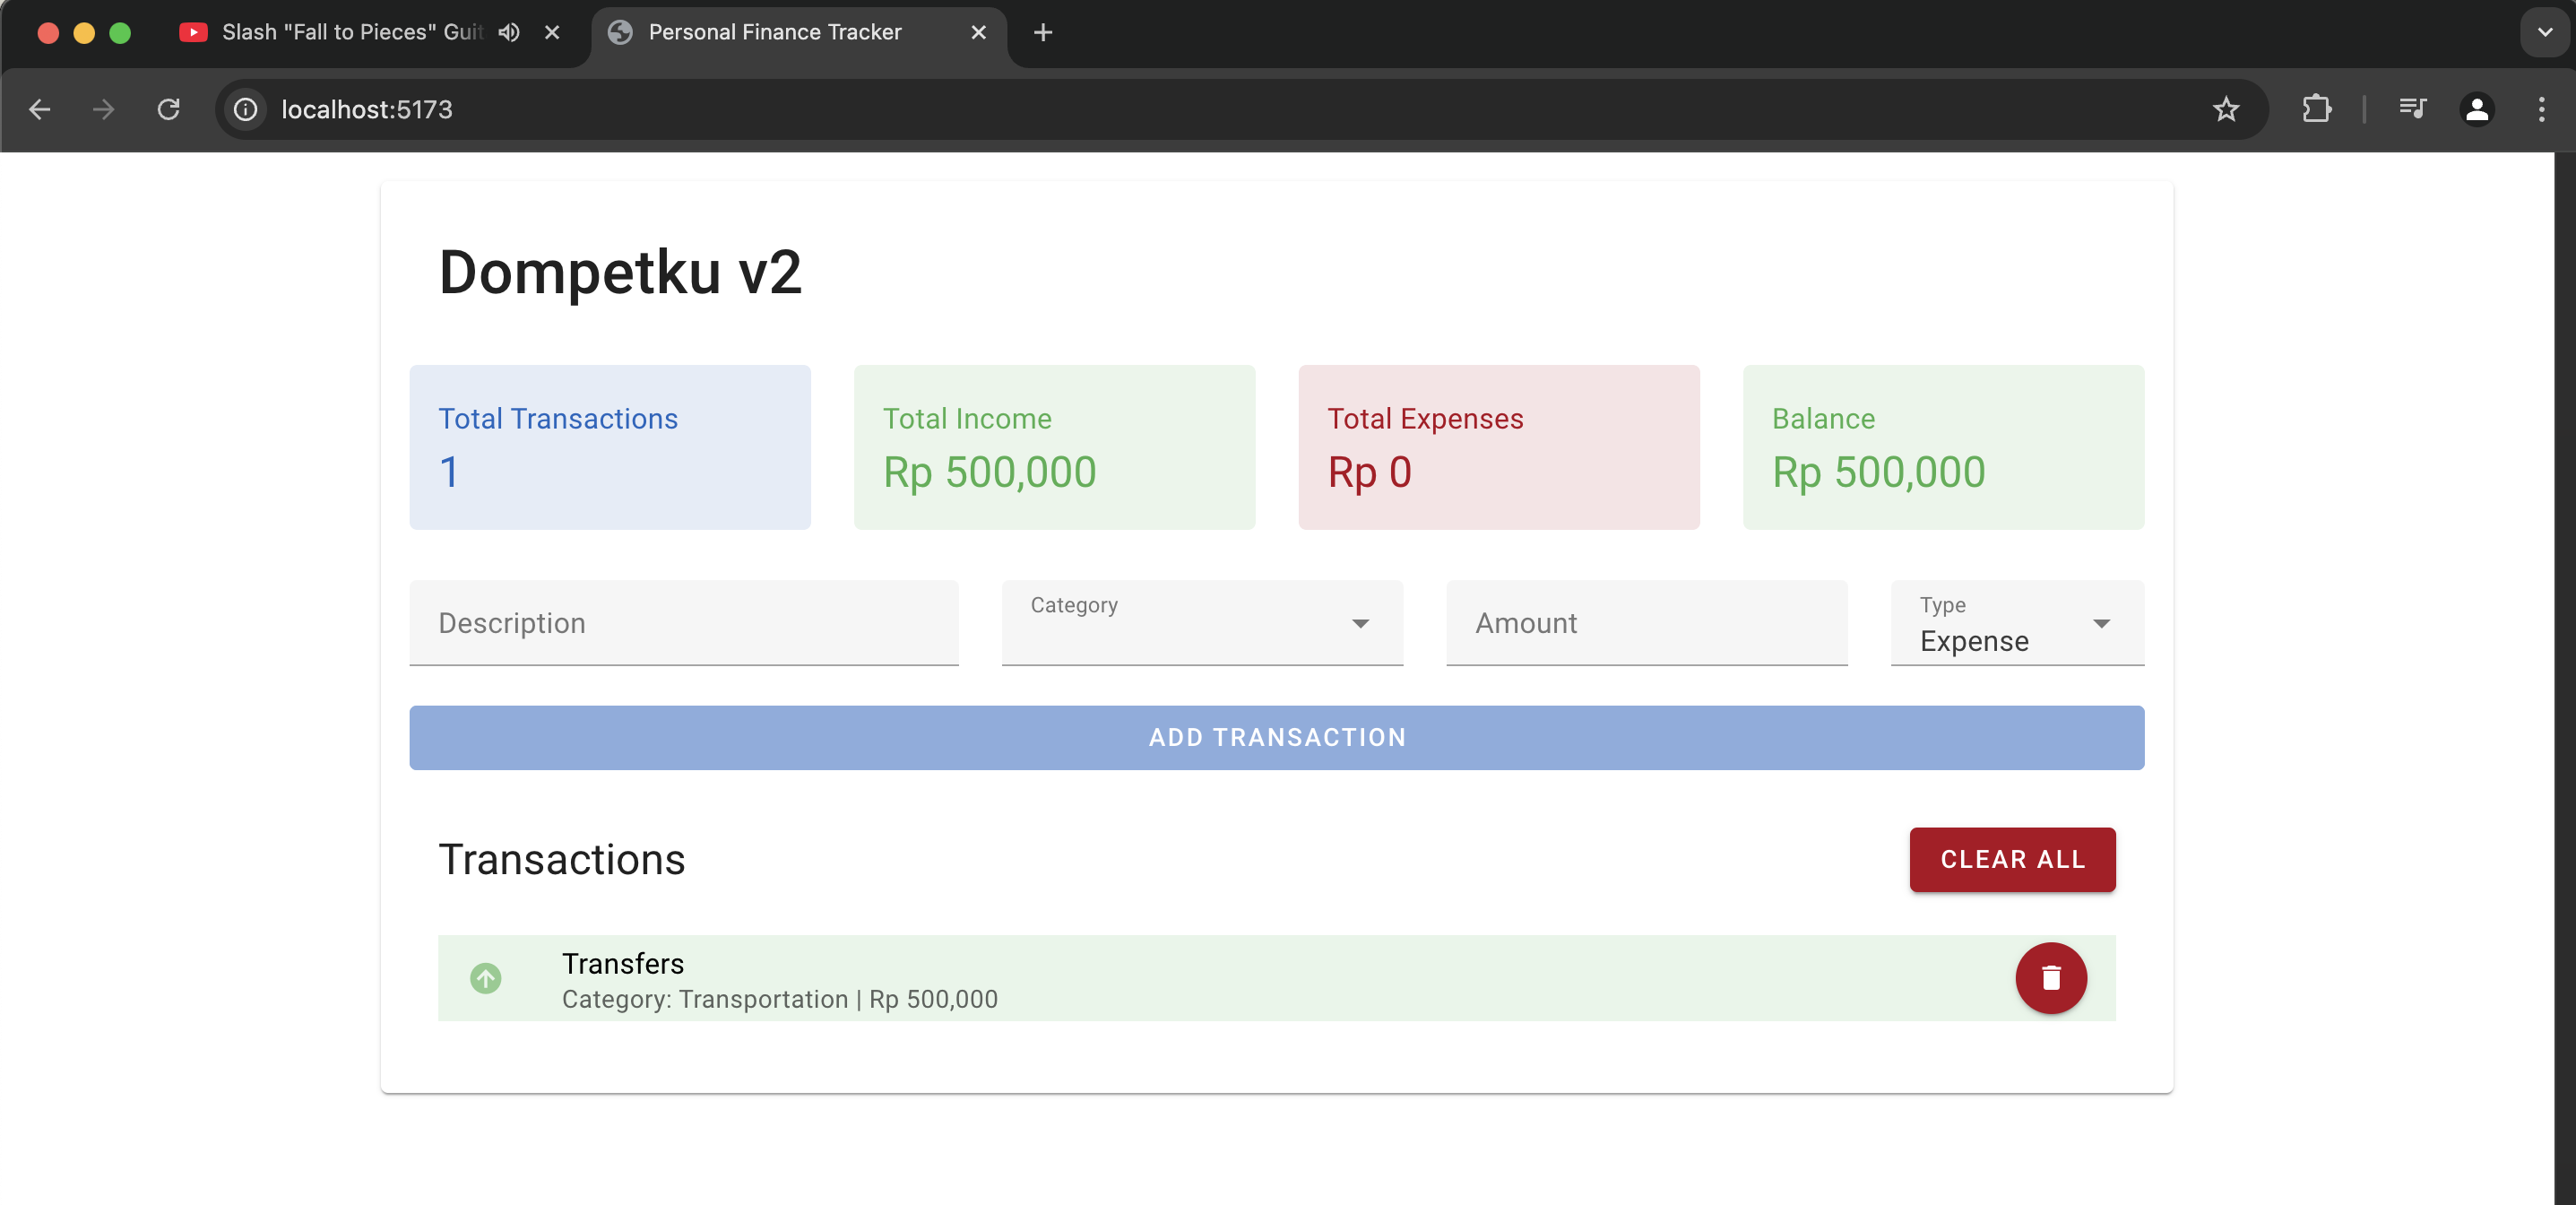 Slash "Fall to Pieces" Guit
Personal Finance Tracker
localhost:5173
Dompetku v2
Total Transactions
1
Total Income
Rp 500,000
Total Expenses
Rp 0
Balance
Rp 500,000
Description
Category
Amount
Type
Expense
ADD TRANSACTION
Transactions
CLEAR ALL
Transfers
Category: Transportation | Rp 500,000